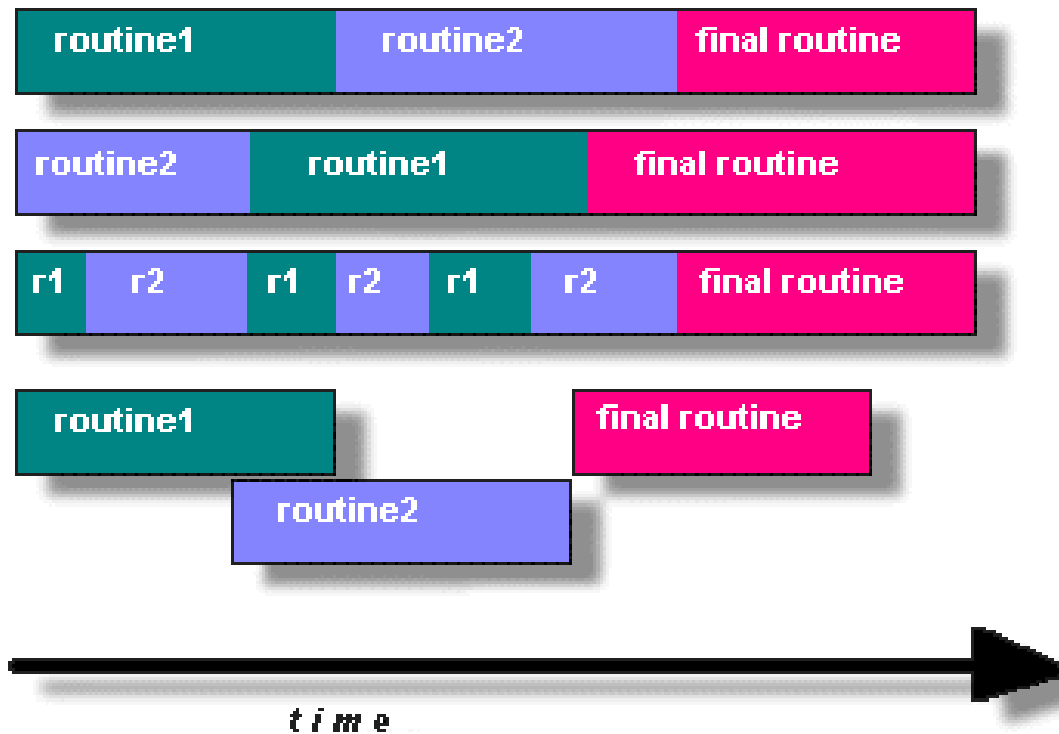 routine1 routine2 final routine
routine2 routine1 final routine
r1 r2 r1 r2 r1 r2 final routine
routine1 final routine
routine2
time